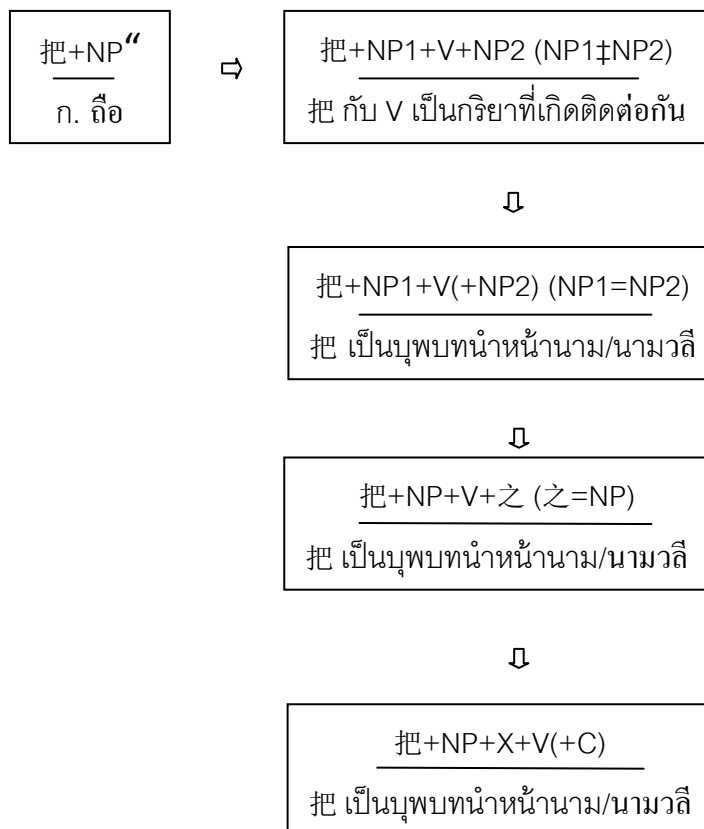 把+NP“
ก. ถือ
把+NP1+V+NP2 (NP1‡NP2)
把 กับ V เป็นกริยาที่เกิดติดต่อกัน
把+NP1+V(+NP2) (NP1=NP2)
把 เป็นบุพบทนำหน้านาม/นามวลี
把+NP+V+之 (之=NP)
把 เป็นบุพบทนำหน้านาม/นามวลี
把+NP+X+V(+C)
把 เป็นบุพบทนำหน้านาม/นามวลี